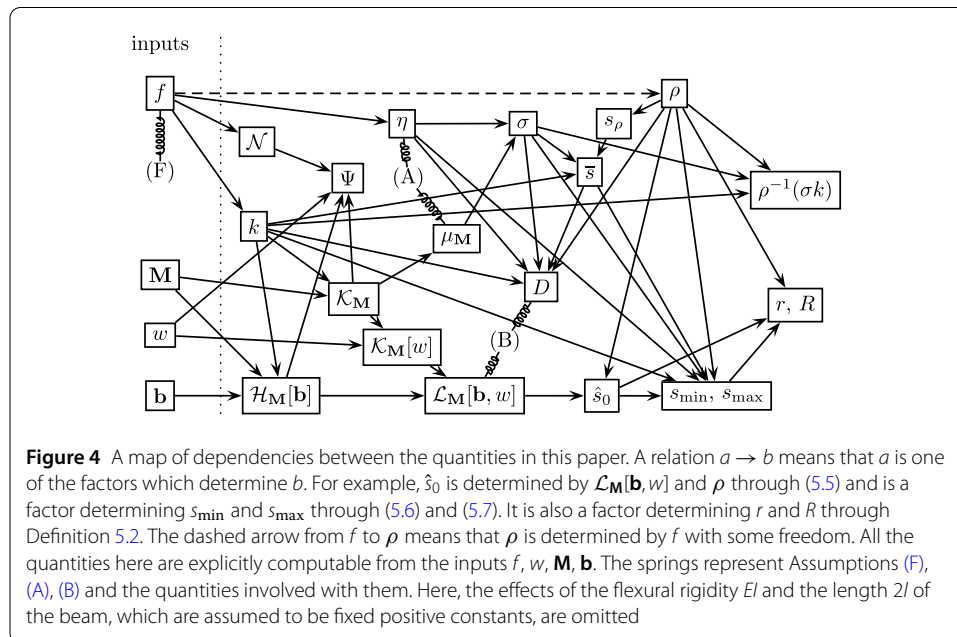 inputs
f
ρ
η
σ
s_ρ
𝒩
(F)
Ψ
(A)
s̅
ρ⁻¹(σk)
k
μ_M
M
𝒦_M
D
r, R
w
𝒦_M[w]
(B)
b
ℋ_M[b]
ℒ_M[b, w]
ŝ₀
s_min, s_max
Figure 4 A map of dependencies between the quantities in this paper. A relation a → b means that a is one
of the factors which determine b. For example, ŝ₀ is determined by ℒ_M[b, w] and ρ through (5.5) and is a
factor determining s_min and s_max through (5.6) and (5.7). It is also a factor determining r and R through
Definition 5.2. The dashed arrow from f to ρ means that ρ is determined by f with some freedom. All the
quantities here are explicitly computable from the inputs f, w, M, b. The springs represent Assumptions (F),
(A), (B) and the quantities involved with them. Here, the effects of the flexural rigidity EI and the length 2l of
the beam, which are assumed to be fixed positive constants, are omitted